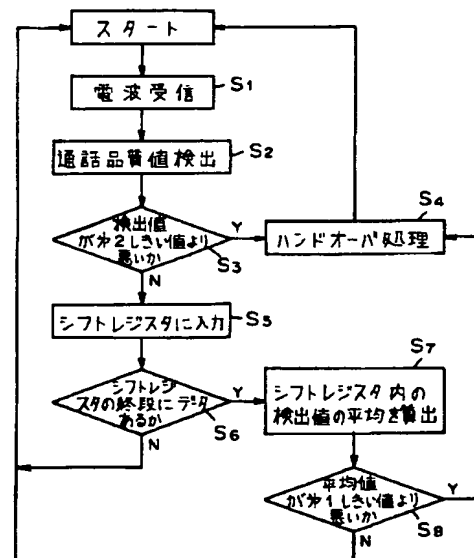 スタート
電波受信
S1
通話品質値検出
S2
検出値
が第2しきい値より
悪いか
S3
Y
N
ハンドオーバ処理
S4
シフトレジスタに入力
S5
シフトレジ
スタの終段にデータ
あるか
S6
Y
N
シフトレジスタ内の
検出値の平均を算出
S7
平均値
が第1しきい値より
悪いか
S8
Y
N